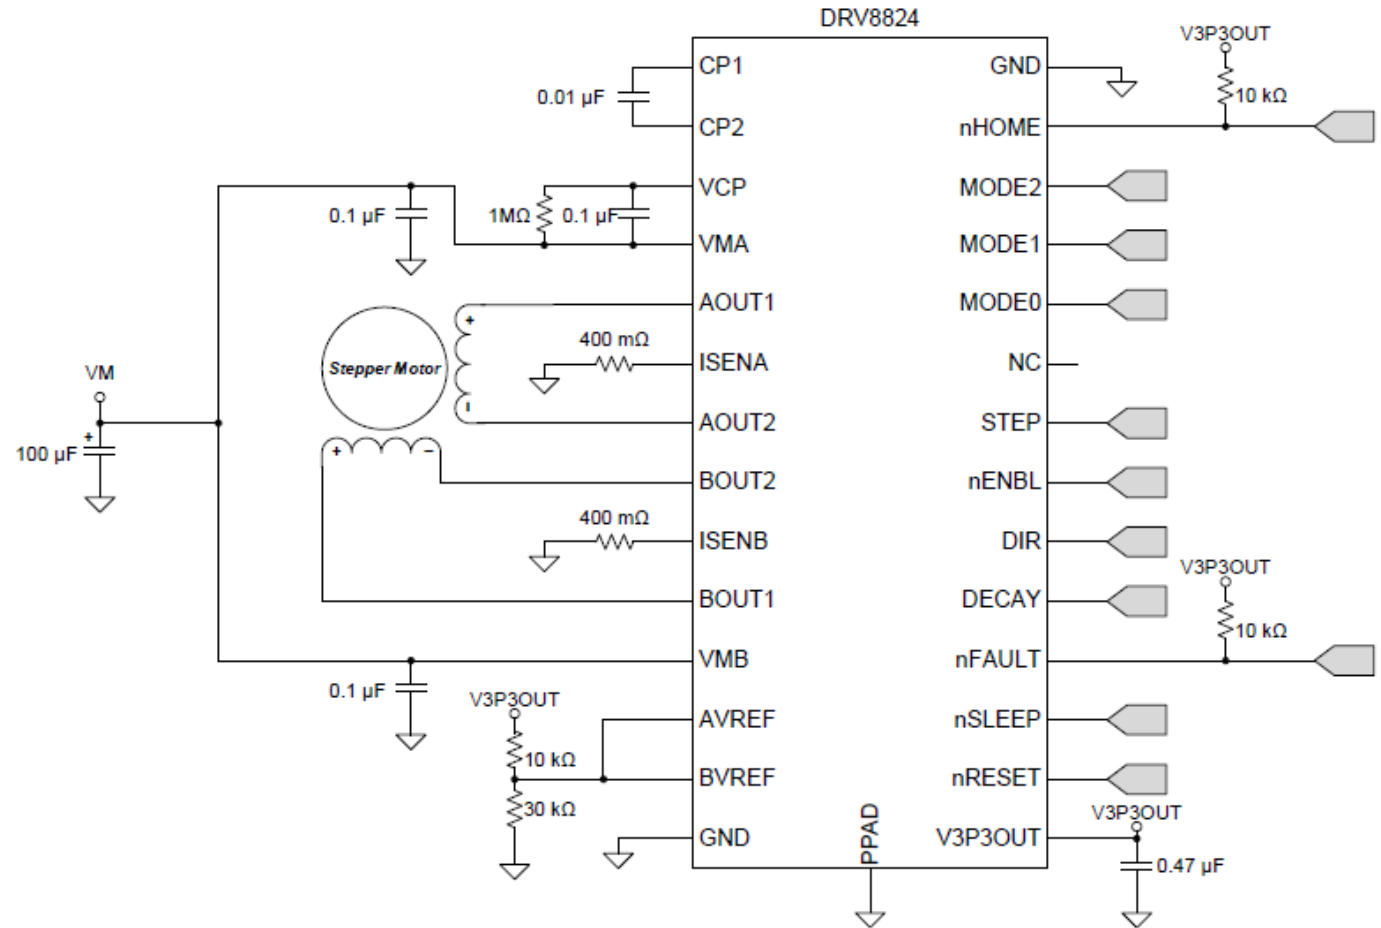 DRV8824
CP1
CP2
0.01 µF
VCP
VMA
0.1 µF
1MΩ
0.1 µF
AOUT1
ISENA
AOUT2
400 mΩ
Stepper Motor
+
-
+
-
VM
+
100 µF
BOUT2
ISENB
BOUT1
400 mΩ
VMB
0.1 µF
V3P3OUT
10 kΩ
30 kΩ
AVREF
BVREF
GND
PPAD
GND
nHOME
V3P3OUT
10 kΩ
MODE2
MODE1
MODE0
NC
STEP
nENBL
DIR
DECAY
nFAULT
V3P3OUT
10 kΩ
nSLEEP
nRESET
V3P3OUT
V3P3OUT
0.47 µF